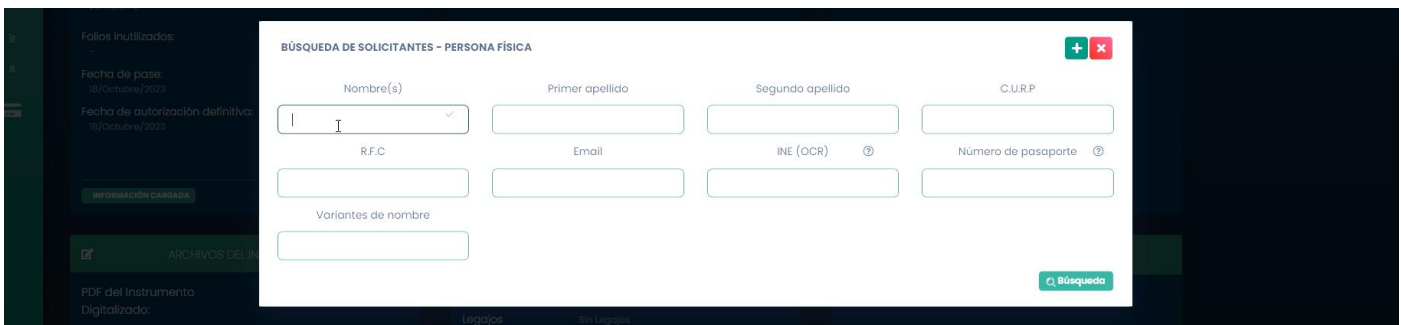 Folios inutilizados:
-
Fecha de pase:
18/Octubre/2023
Fecha de autorización definitiva:
18/Octubre/2023
INFORMACIÓN CARGADA
ARCHIVOS DEL IN
PDF del Instrumento
Digitalizado:
BÚSQUEDA DE SOLICITANTES - PERSONA FÍSICA
Nombre(s) Primer apellido Segundo apellido C.U.R.P
R.F.C Email INE (OCR) Número de pasaporte
Variantes de nombre
Búsqueda
Legajos Sin Legajos